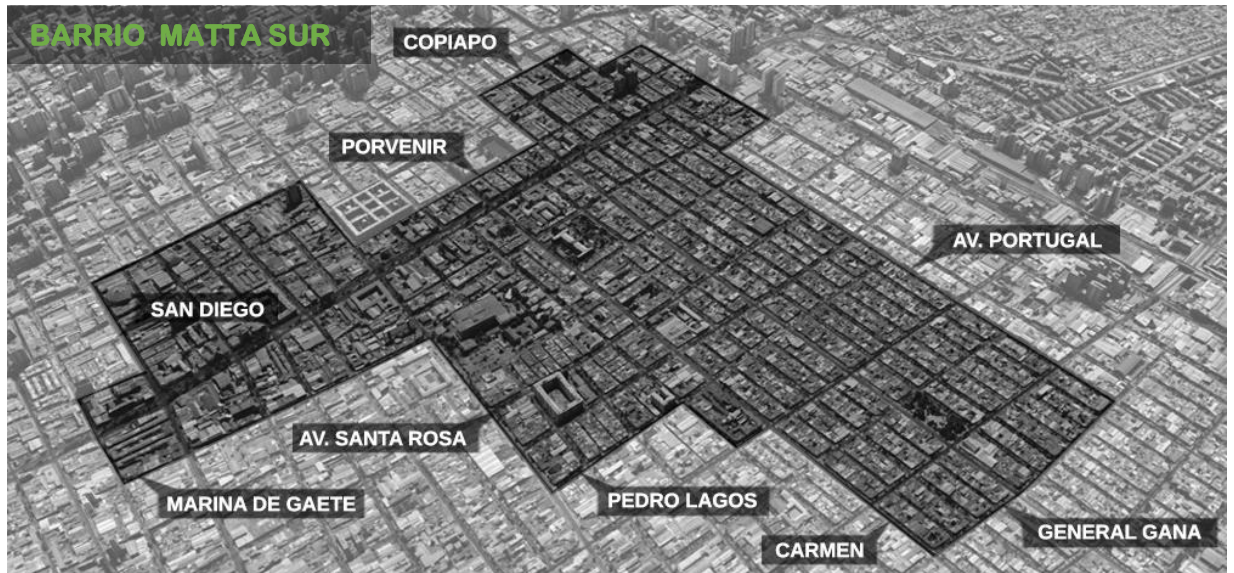 BARRIO MATTA SUR
COPIAPO
PORVENIR
AV. PORTUGAL
SAN DIEGO
AV. SANTA ROSA
MARINA DE GAETE
PEDRO LAGOS
CARMEN
GENERAL GANA